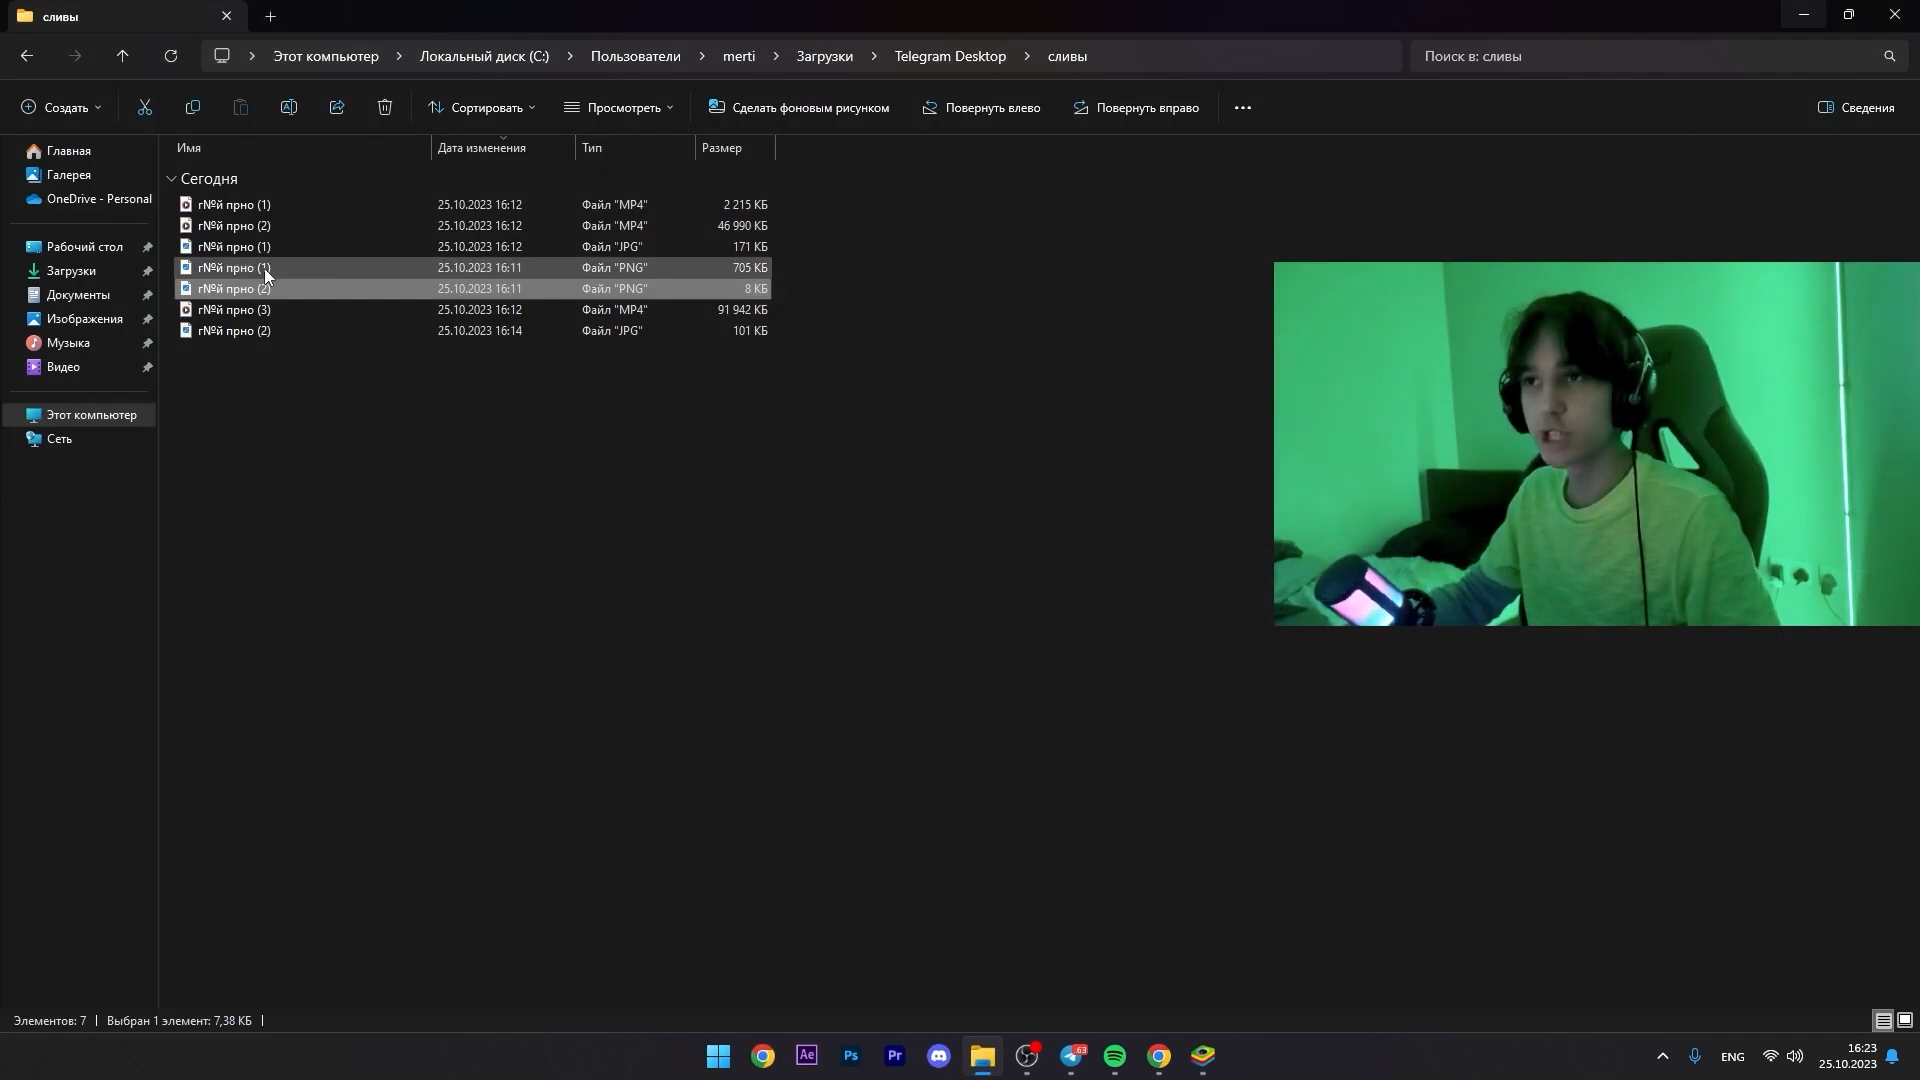 сливы
Этот компьютер > Локальный диск (C:) > Пользователи > merti > Загрузки > Telegram Desktop > сливы
Поиск в: сливы
Создать
Сортировать
Просмотреть
Сделать фоновым рисунком
Повернуть влево
Повернуть вправо
Сведения
Главная
Галерея
OneDrive - Personal
Рабочий стол
Загрузки
Документы
Изображения
Музыка
Видео
Этот компьютер
Сеть
Имя Дата изменения Тип Размер
Сегодня
г№й прно (1) 25.10.2023 16:12 Файл "MP4" 2 215 КБ
г№й прно (2) 25.10.2023 16:12 Файл "MP4" 46 990 КБ
г№й прно (1) 25.10.2023 16:12 Файл "JPG" 171 КБ
г№й прно (1) 25.10.2023 16:11 Файл "PNG" 705 КБ
г№й прно (2) 25.10.2023 16:11 Файл "PNG" 8 КБ
г№й прно (3) 25.10.2023 16:12 Файл "MP4" 91 942 КБ
г№й прно (2) 25.10.2023 16:14 Файл "JPG" 101 КБ
Элементов: 7 | Выбран 1 элемент: 7,38 КБ |
Ae
Ps
Pr
63
ENG
16:23
25.10.2023